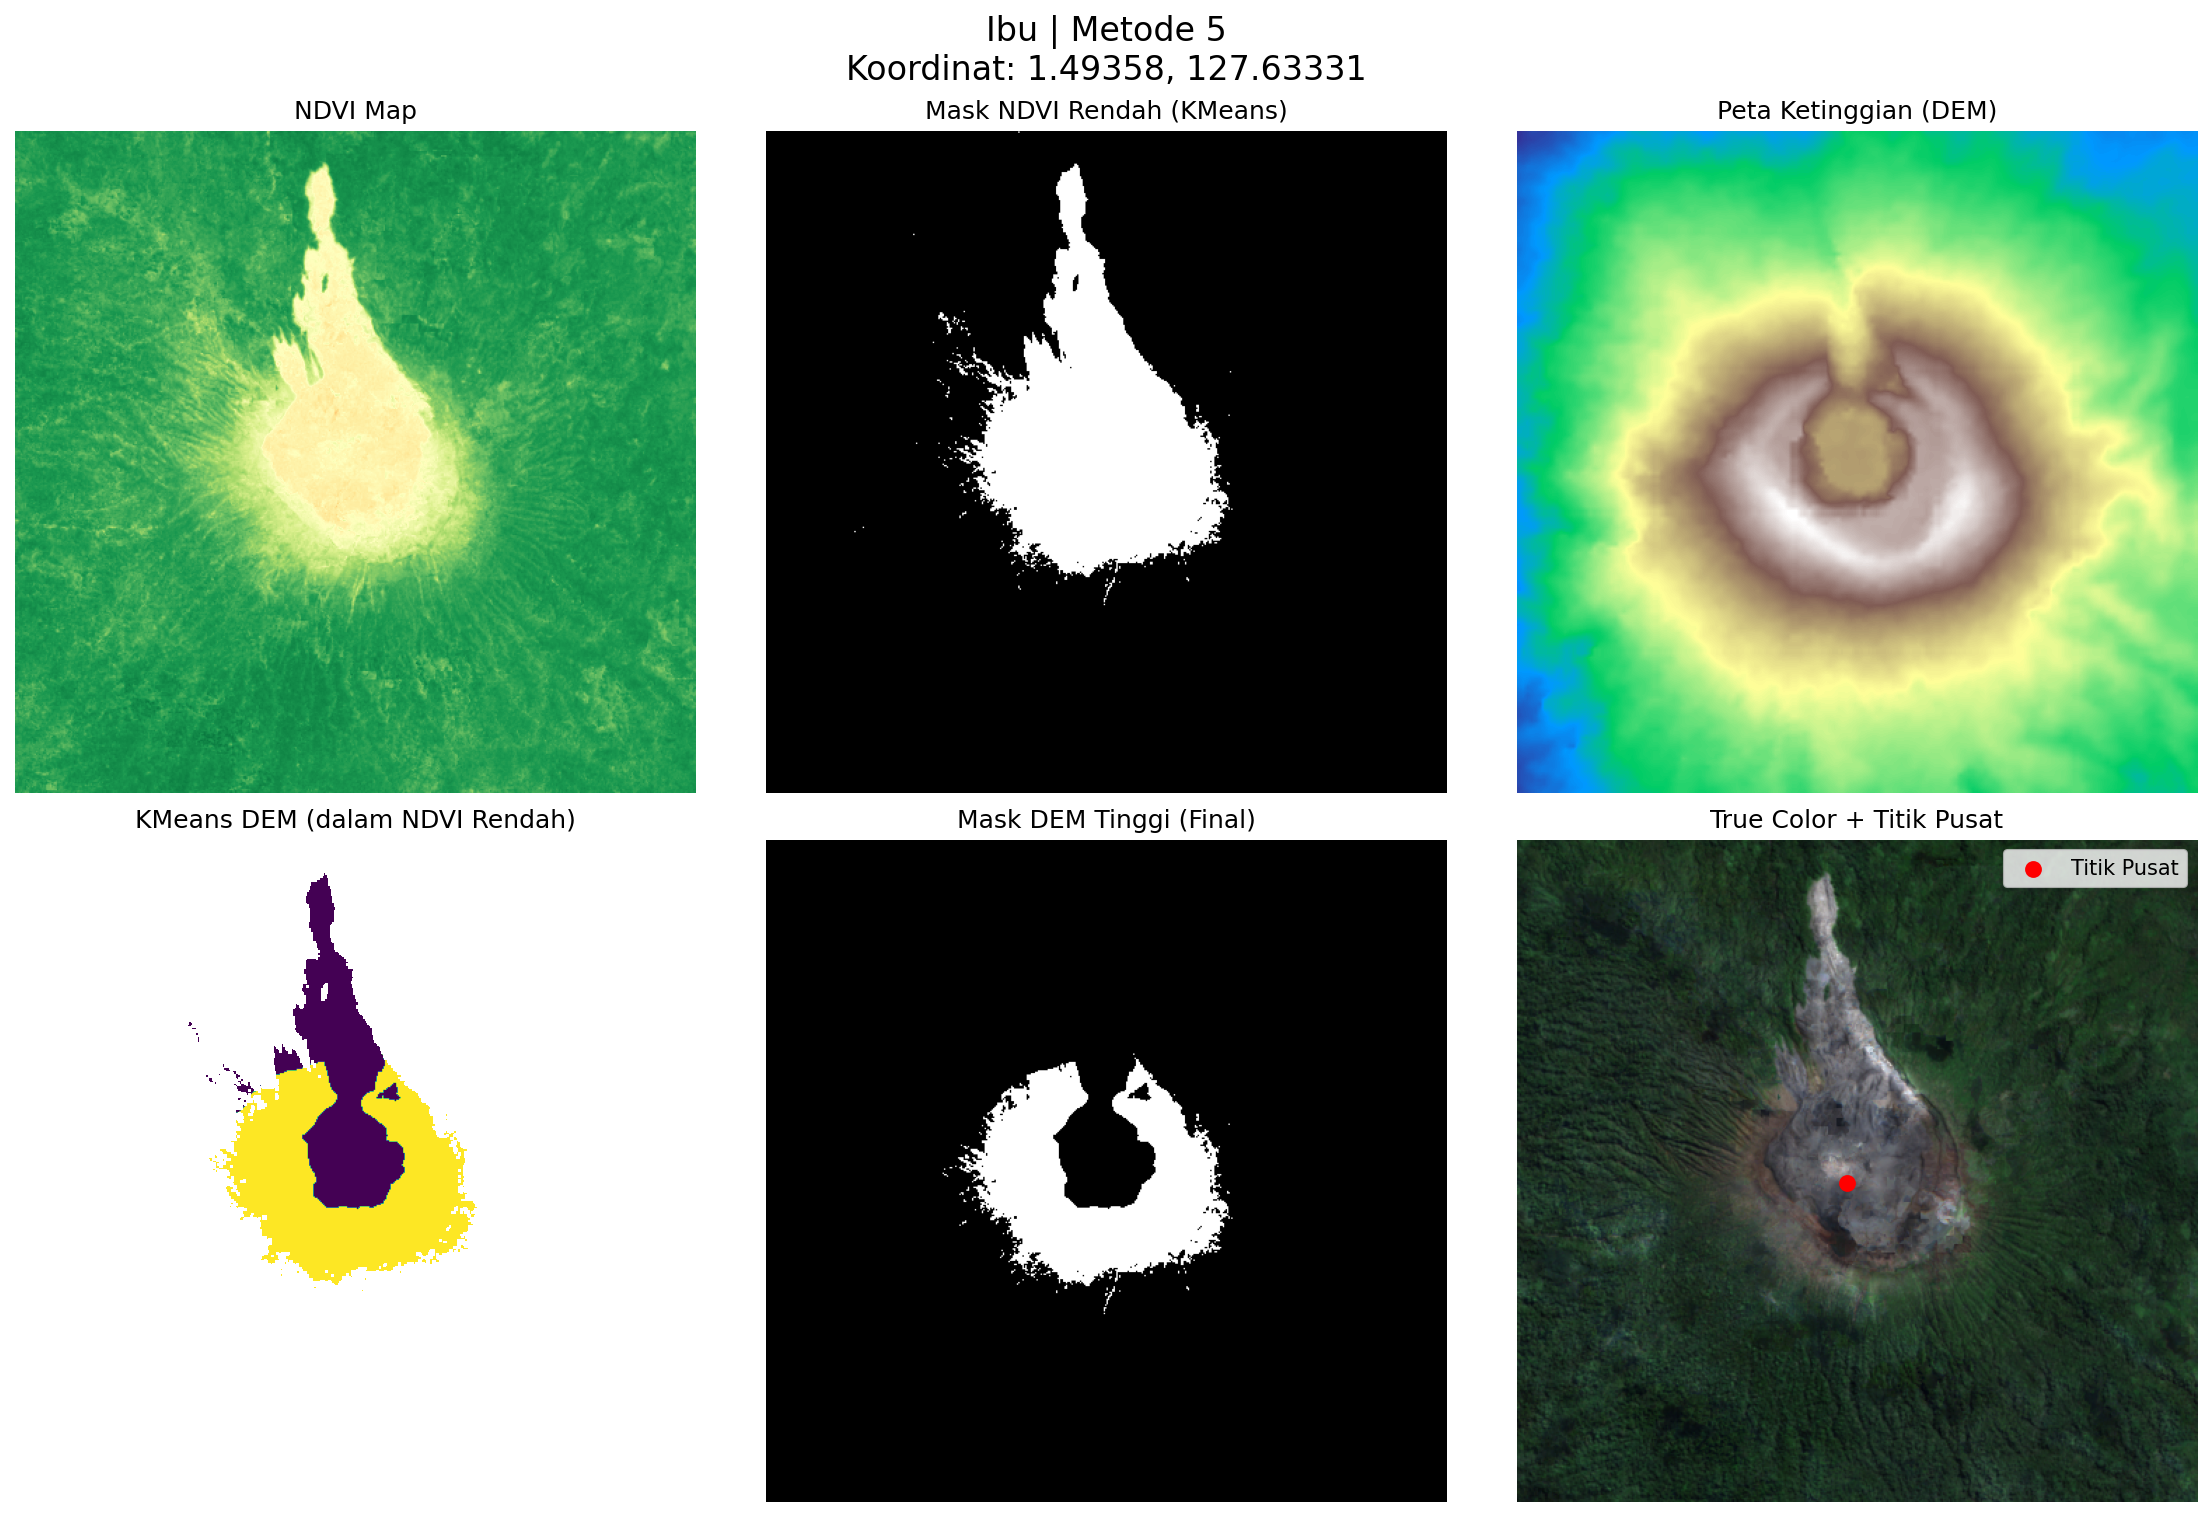 Ibu | Metode 5
Koordinat: 1.49358, 127.63331
NDVI Map
Mask NDVI Rendah (KMeans)
Peta Ketinggian (DEM)
KMeans DEM (dalam NDVI Rendah)
Mask DEM Tinggi (Final)
True Color + Titik Pusat
Titik Pusat